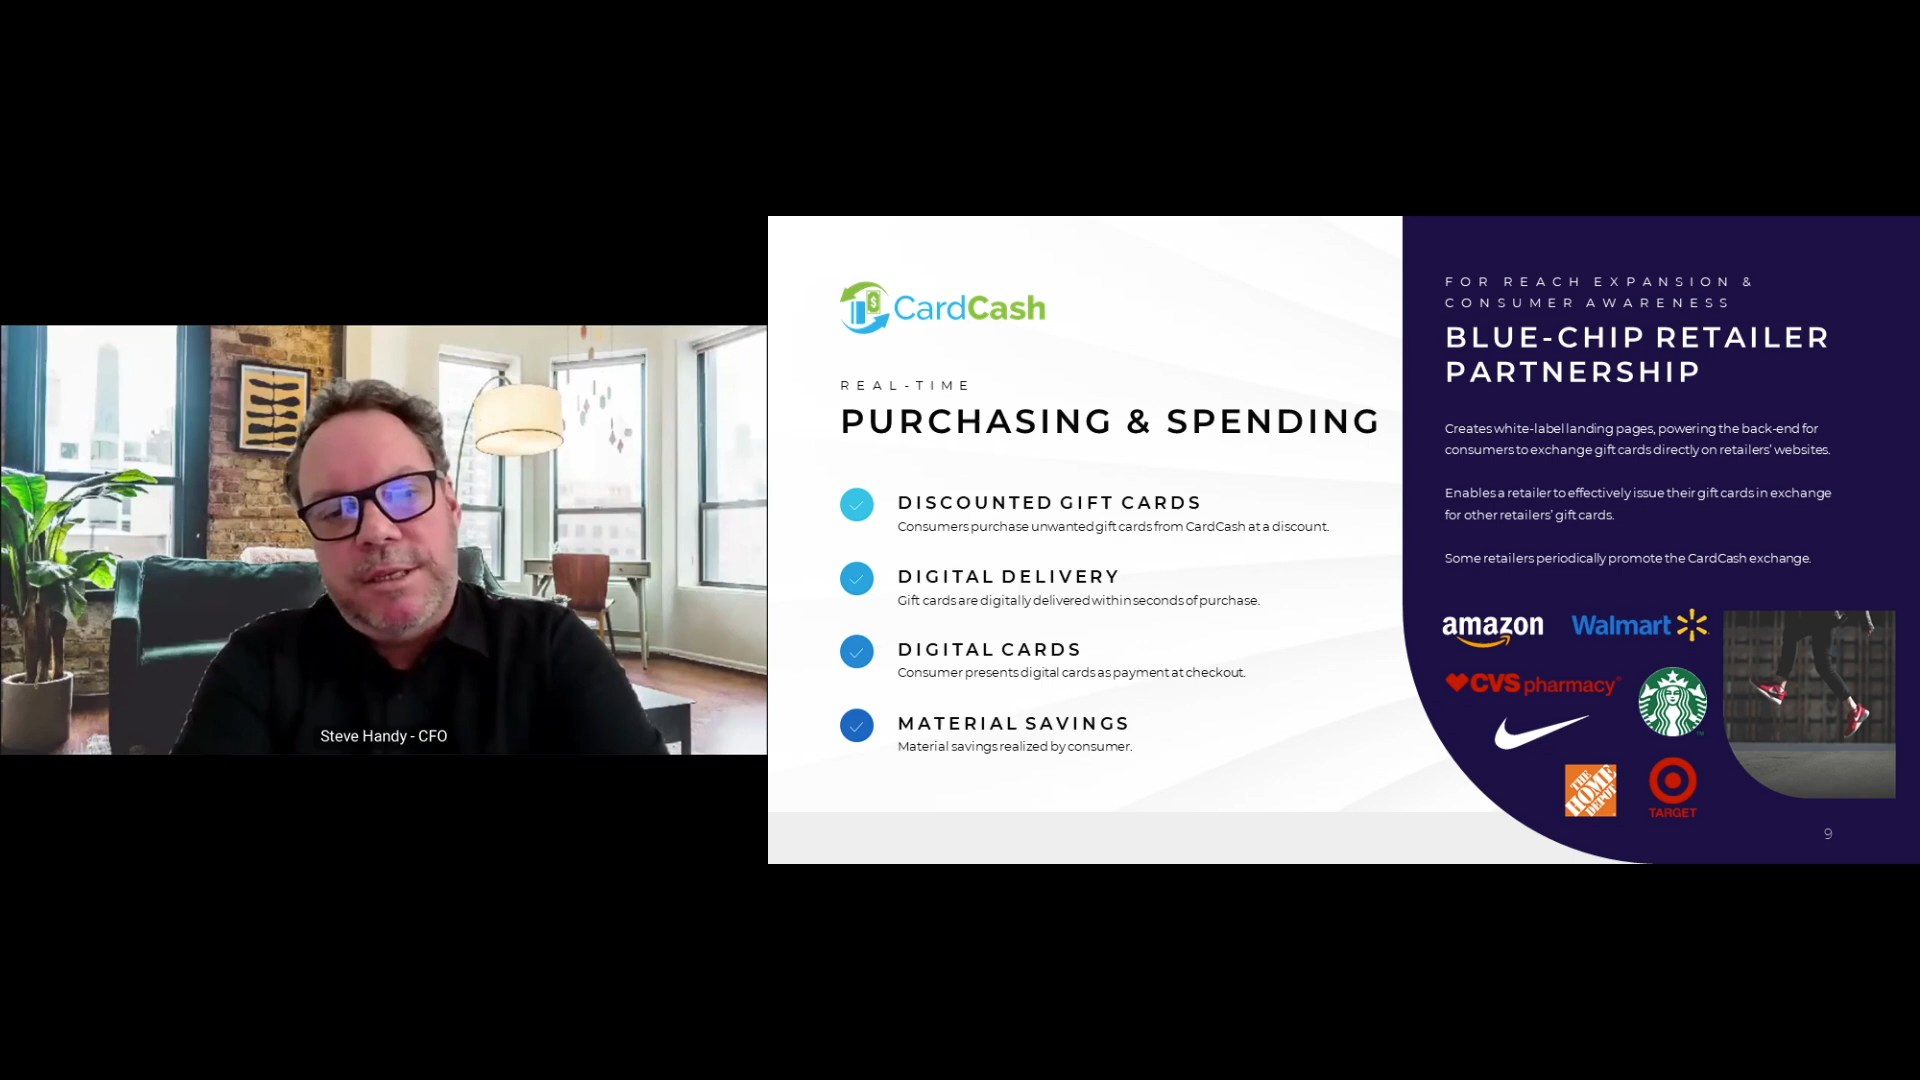 Steve Handy - CFO
CardCash
REAL-TIME
PURCHASING & SPENDING
DISCOUNTED GIFT CARDS
Consumers purchase unwanted gift cards from CardCash at a discount.
DIGITAL DELIVERY
Gift cards are digitally delivered within seconds of purchase.
DIGITAL CARDS
Consumer presents digital cards as payment at checkout.
MATERIAL SAVINGS
Material savings realized by consumer.
FOR REACH EXPANSION &
CONSUMER AWARENESS
BLUE-CHIP RETAILER
PARTNERSHIP
Creates white-label landing pages, powering the back-end for
consumers to exchange gift cards directly on retailers' websites.
Enables a retailer to effectively issue their gift cards in exchange
for other retailers' gift cards.
Some retailers periodically promote the CardCash exchange.
amazon
Walmart
CVS pharmacy®
THE
HOME
DEPOT
TARGET
9